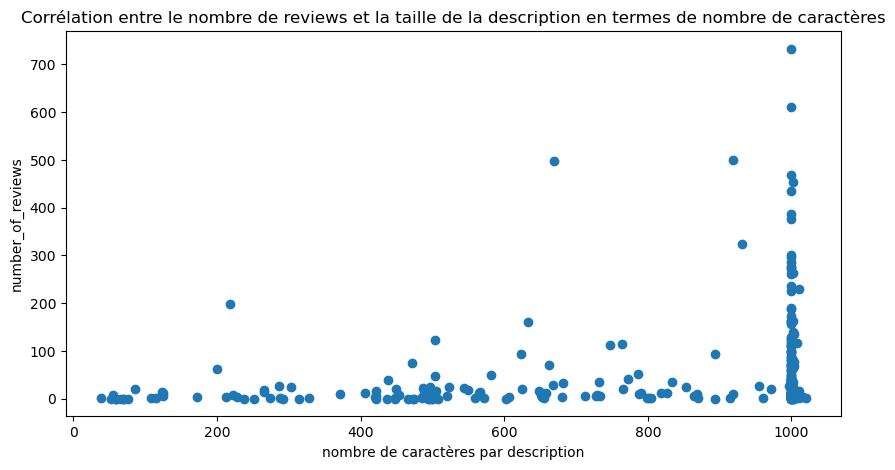 Corrélation entre le nombre de reviews et la taille de la description en termes de nombre de caractères
number_of_reviews
700
600
500
400
300
200
100
0
0 200 400 600 800 1000
nombre de caractères par description